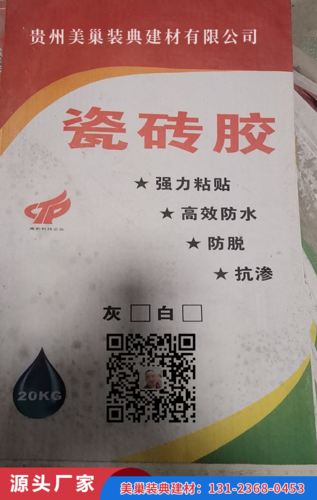 贵州美巢装典建材有限公司
瓷砖胶
★ 强力粘贴
★ 高效防水
★ 防脱
★ 抗渗
灰 □ 白 □
20KG
源头厂家
美巢装典建材: 131-2368-0453